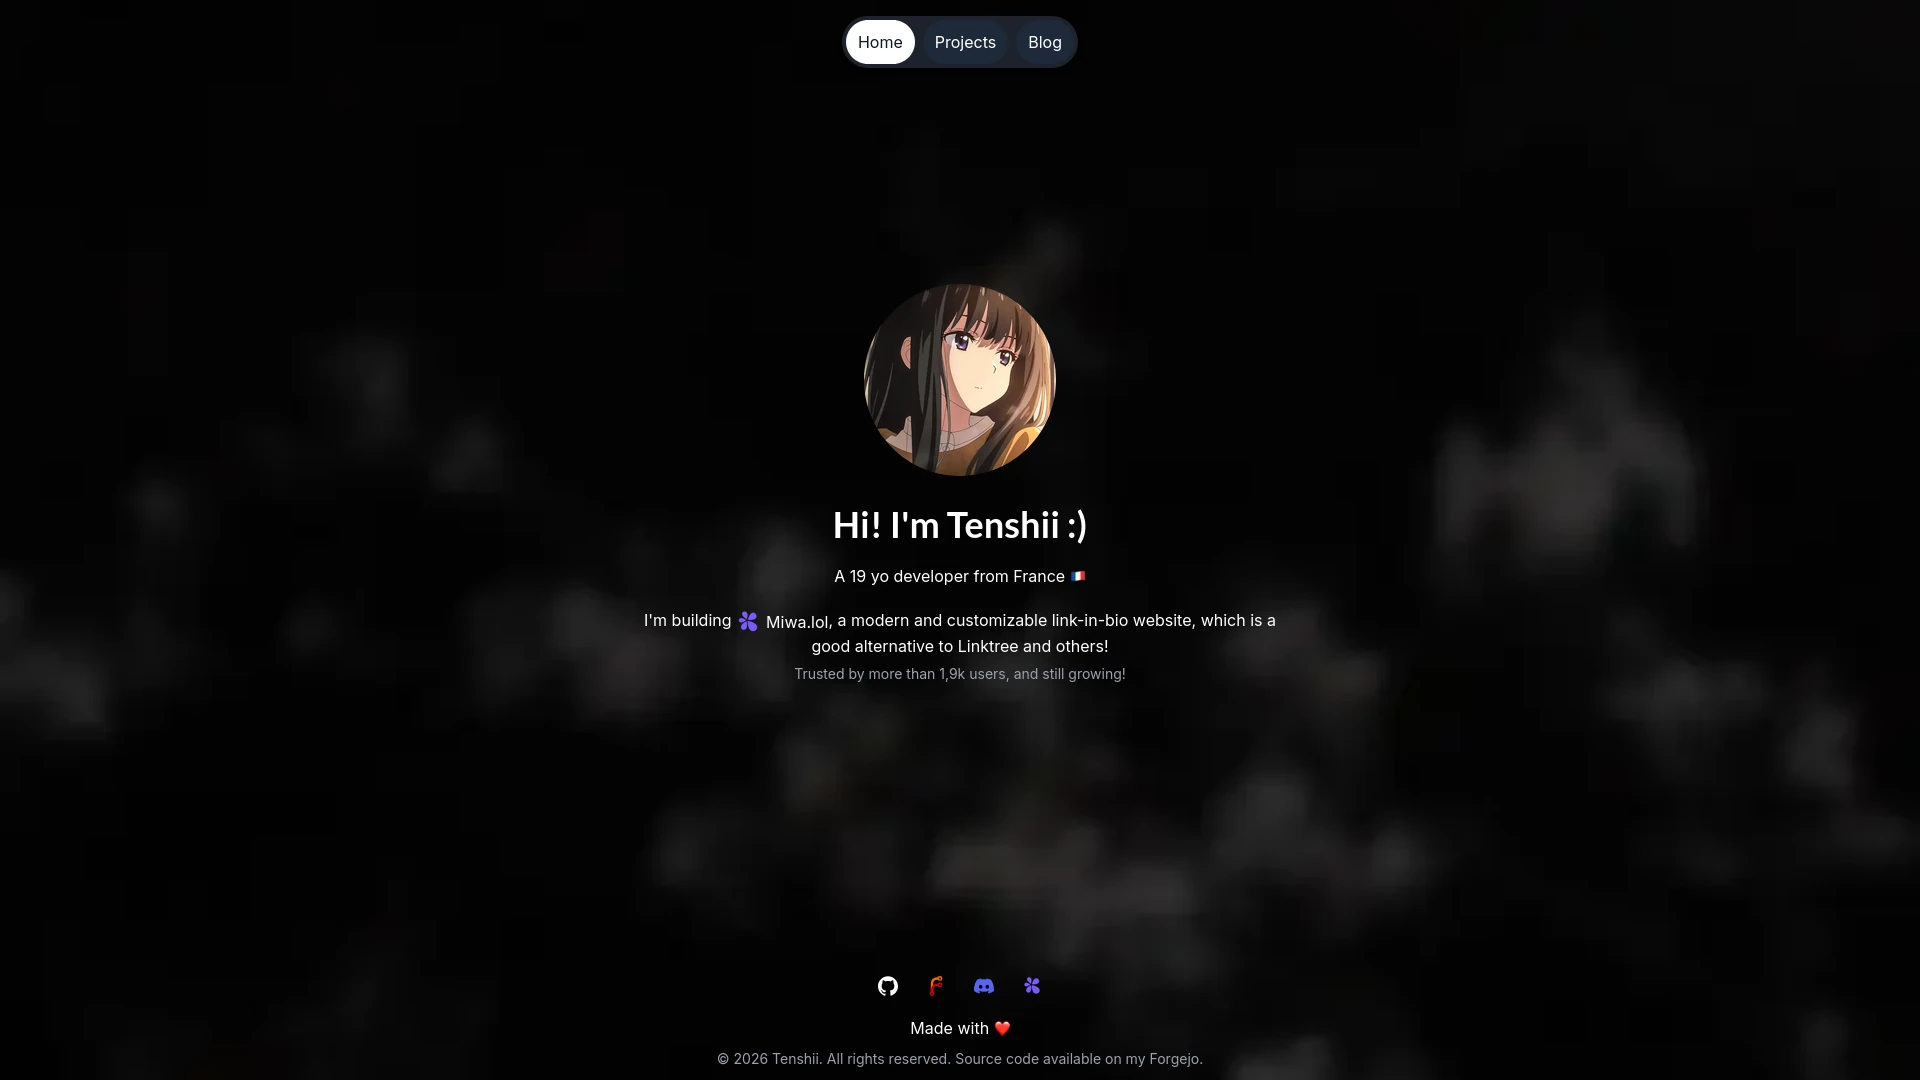 Home
Projects
Blog
Hi! I'm Tenshii :)
A 19 yo developer from France 🇫🇷
I'm building Miwa.lol, a modern and customizable link-in-bio website, which is a
good alternative to Linktree and others!
Trusted by more than 1,9k users, and still growing!
Made with ❤️
© 2026 Tenshii. All rights reserved. Source code available on my Forgejo.